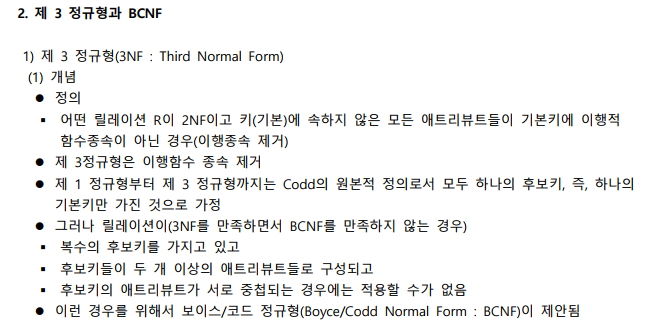 2. 제 3 정규형과 BCNF
1) 제 3 정규형(3NF : Third Normal Form)
(1) 개념
● 정의
▪ 어떤 릴레이션 R이 2NF이고 키(기본)에 속하지 않은 모든 애트리뷰트들이 기본키에 이행적
함수종속이 아닌 경우(이행종속 제거)
● 제 3정규형은 이행함수 종속 제거
● 제 1 정규형부터 제 3 정규형까지는 Codd의 원본적 정의로서 모두 하나의 후보키, 즉, 하나의
기본키만 가진 것으로 가정
● 그러나 릴레이션이(3NF를 만족하면서 BCNF를 만족하지 않는 경우)
▪ 복수의 후보키를 가지고 있고
▪ 후보키들이 두 개 이상의 애트리뷰트들로 구성되고
▪ 후보키의 애트리뷰트가 서로 중첩되는 경우에는 적용할 수가 없음
● 이런 경우를 위해서 보이스/코드 정규형(Boyce/Codd Normal Form : BCNF)이 제안됨